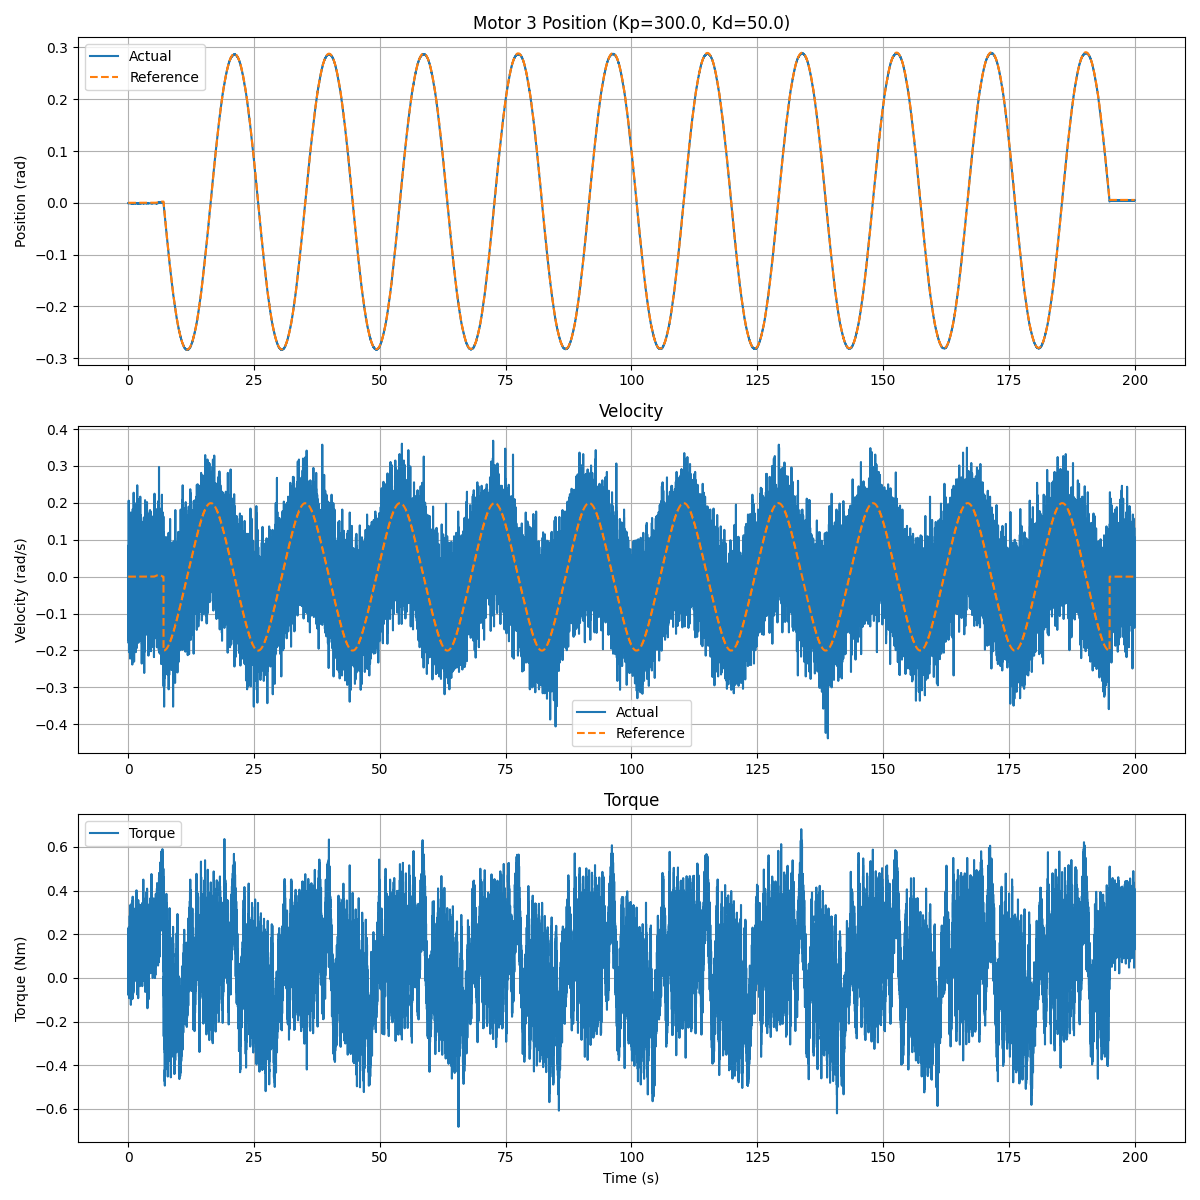 Motor 3 Position (Kp=300.0, Kd=50.0)
Actual
Reference
Position (rad)
0.3
0.2
0.1
0.0
−0.1
−0.2
−0.3
0 25 50 75 100 125 150 175 200
Velocity
Velocity (rad/s)
0.4
0.3
0.2
0.1
0.0
−0.1
−0.2
−0.3
−0.4
Actual
Reference
0 25 50 75 100 125 150 175 200
Torque
Torque
Torque (Nm)
0.6
0.4
0.2
0.0
−0.2
−0.4
−0.6
0 25 50 75 100 125 150 175 200
Time (s)